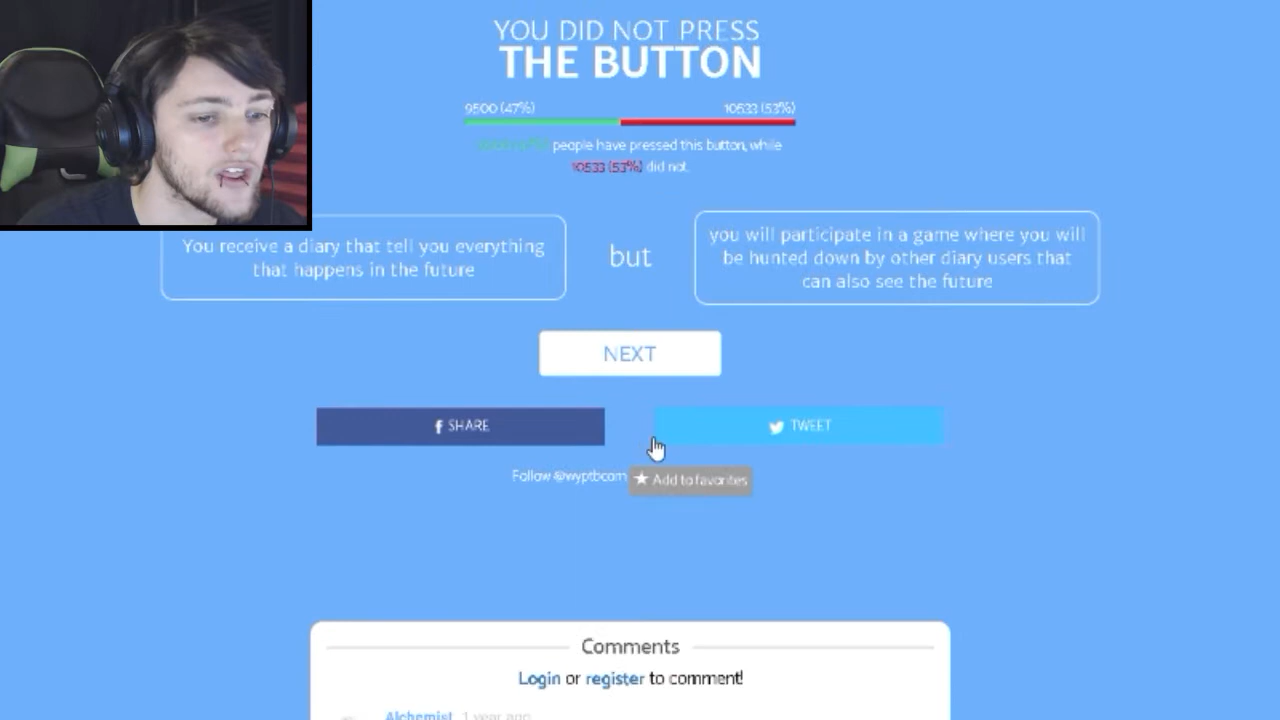 YOU DID NOT PRESS
THE BUTTON
9500 (47%) 10533 (53%)
people have pressed this button, while
10533 (53%) did not.
You receive a diary that tell you everything
that happens in the future
but
you will participate in a game where you will
be hunted down by other diary users that
can also see the future
NEXT
f SHARE
TWEET
Follow @wyptbcom
Add to favorites
Comments
Login or register to comment!
Alchemist 1 year ago